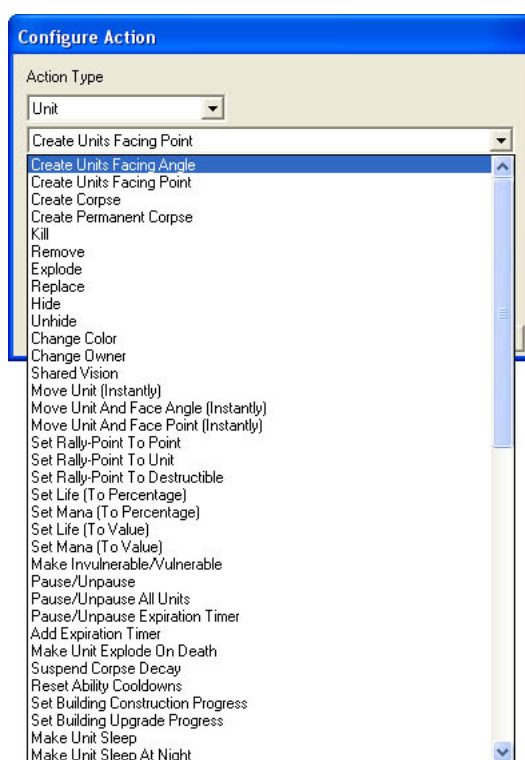 Configure Action
Action Type
Unit
Create Units Facing Point
Create Units Facing Angle
Create Units Facing Point
Create Corpse
Create Permanent Corpse
Kill
Remove
Explode
Replace
Hide
Unhide
Change Color
Change Owner
Shared Vision
Move Unit (Instantly)
Move Unit And Face Angle (Instantly)
Move Unit And Face Point (Instantly)
Set Rally-Point To Point
Set Rally-Point To Unit
Set Rally-Point To Destructible
Set Life (To Percentage)
Set Mana (To Percentage)
Set Life (To Value)
Set Mana (To Value)
Make Invulnerable/Vulnerable
Pause/Unpause
Pause/Unpause All Units
Pause/Unpause Expiration Timer
Add Expiration Timer
Make Unit Explode On Death
Suspend Corpse Decay
Reset Ability Cooldowns
Set Building Construction Progress
Set Building Upgrade Progress
Make Unit Sleep
Make Unit Sleep At Night